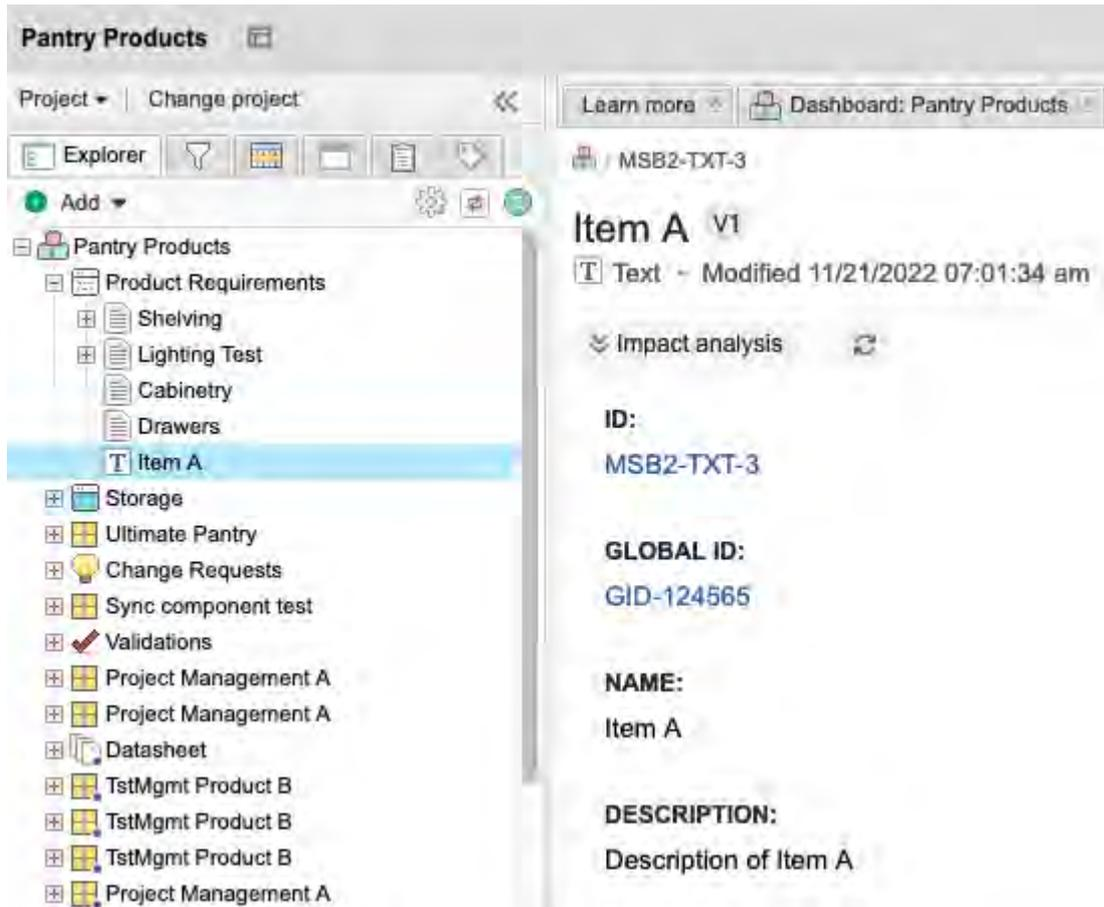 Pantry Products
Project | Change project
Explorer
Add
Pantry Products
Product Requirements
Shelving
Lighting Test
Cabinetry
Drawers
T Item A
Storage
Ultimate Pantry
Change Requests
Sync component test
Validations
Project Management A
Project Management A
Datasheet
TstMgmt Product B
TstMgmt Product B
TstMgmt Product B
Project Management A
Learn more
Dashboard: Pantry Products
/ MSB2-TXT-3
Item A V1
T Text - Modified 11/21/2022 07:01:34 am
Impact analysis
ID:
MSB2-TXT-3
GLOBAL ID:
GID-124565
NAME:
Item A
DESCRIPTION:
Description of Item A